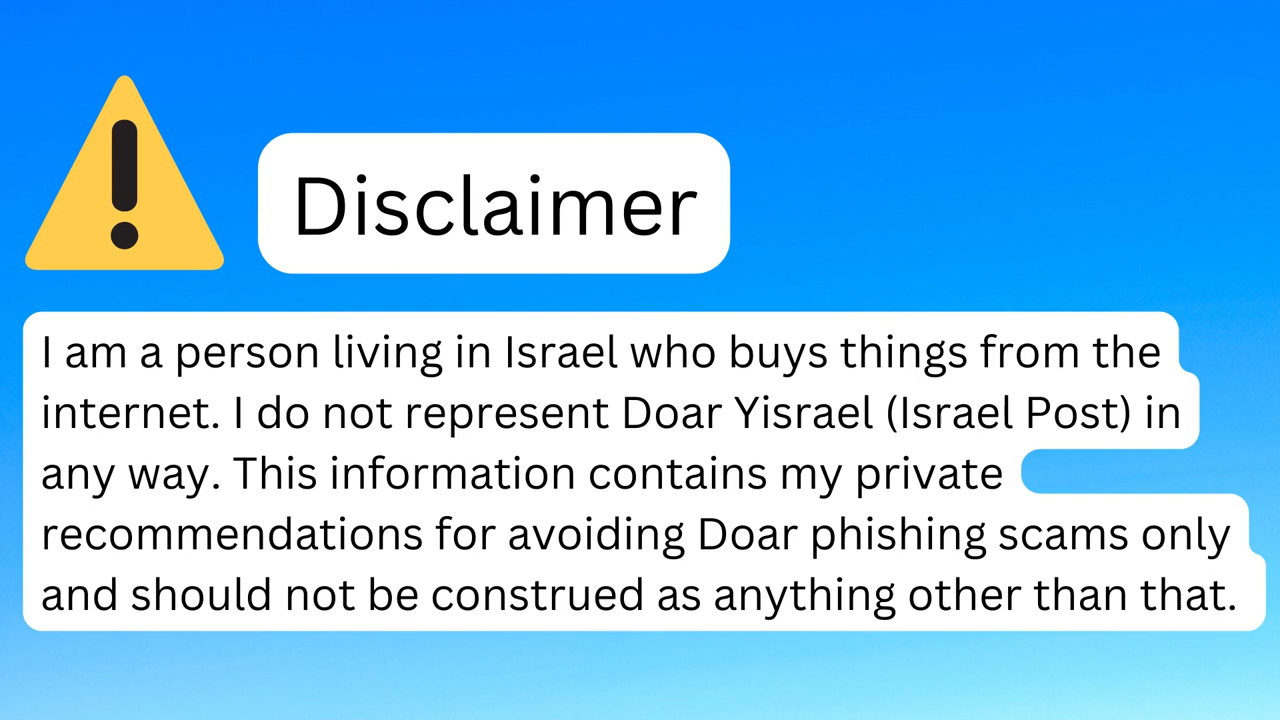 Disclaimer
I am a person living in Israel who buys things from the
internet. I do not represent Doar Yisrael (Israel Post) in
any way. This information contains my private
recommendations for avoiding Doar phishing scams only
and should not be construed as anything other than that.